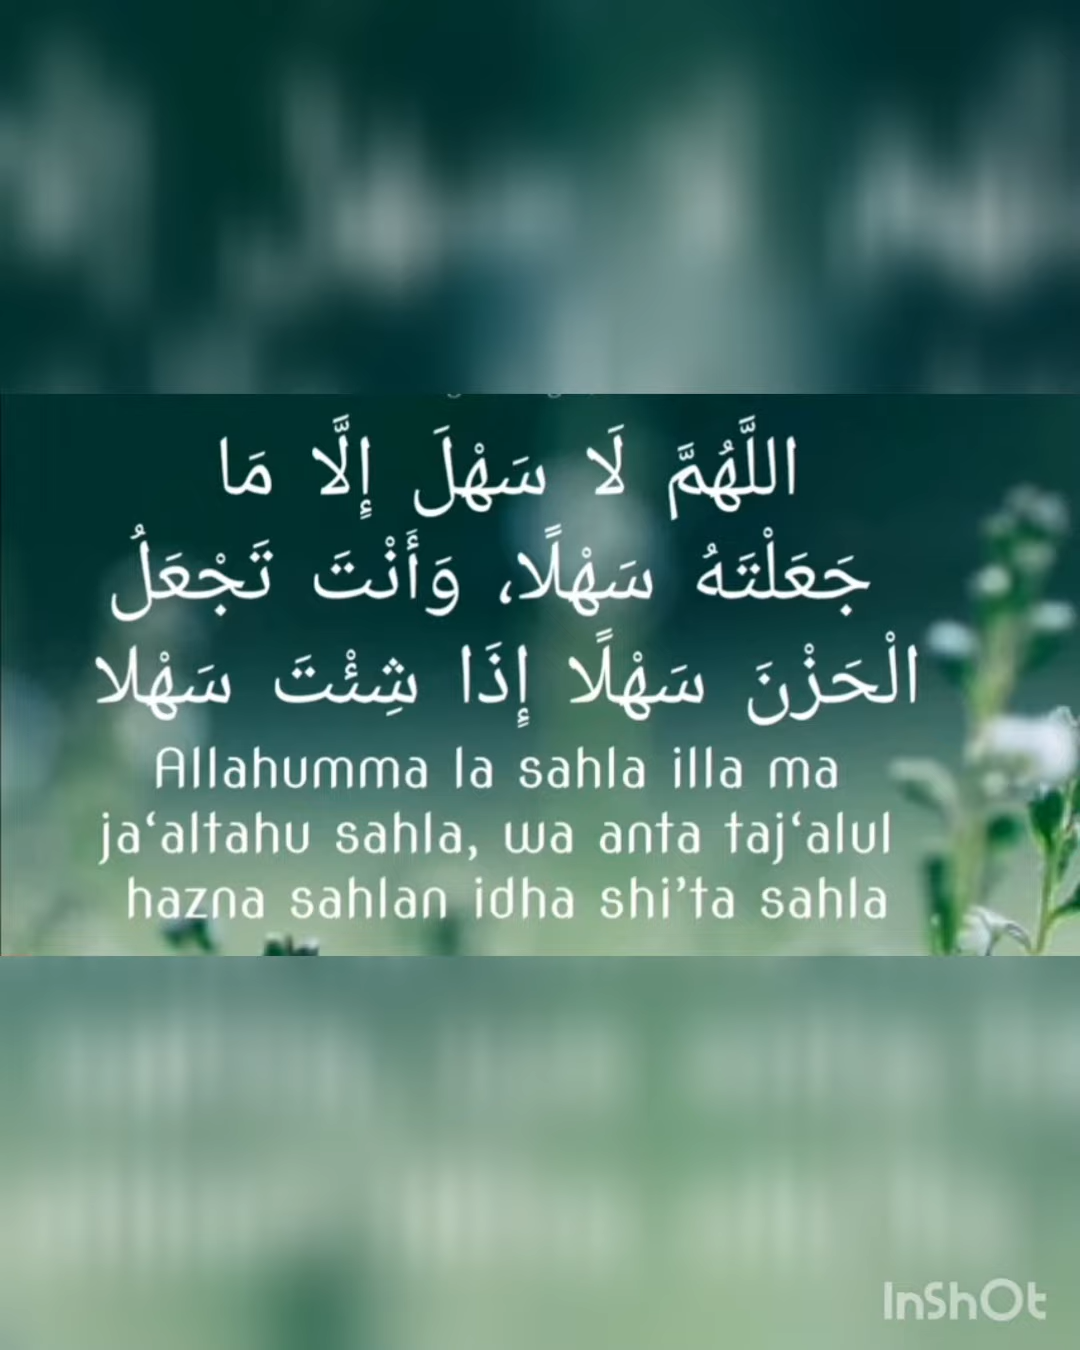 اللَّهُمَّ لَا سَهْلَ إِلَّا مَا
جَعَلْتَهُ سَهْلًا، وَأَنْتَ تَجْعَلُ
الْحَزْنَ سَهْلًا إِذَا شِئْتَ سَهْلا
Allahumma la sahla illa ma
ja‘altahu sahla, wa anta taj‘alul
hazna sahlan idha shi’ta sahla
InShOt